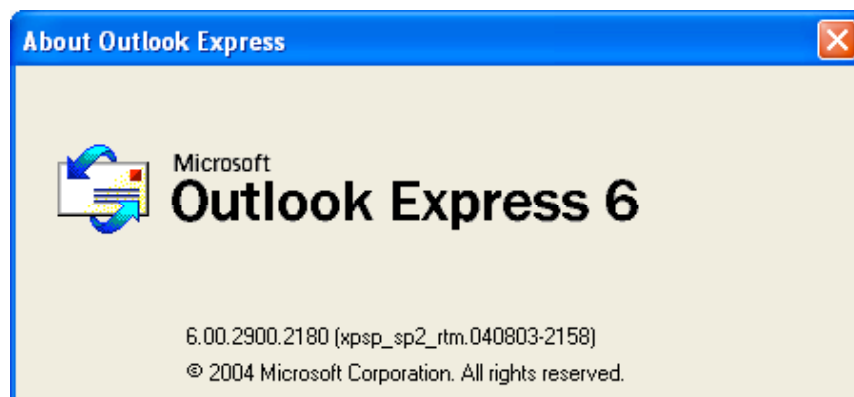 About Outlook Express
Microsoft
Outlook Express 6
6.00.2900.2180 (xpsp_sp2_rtm.040803-2158)
© 2004 Microsoft Corporation. All rights reserved.